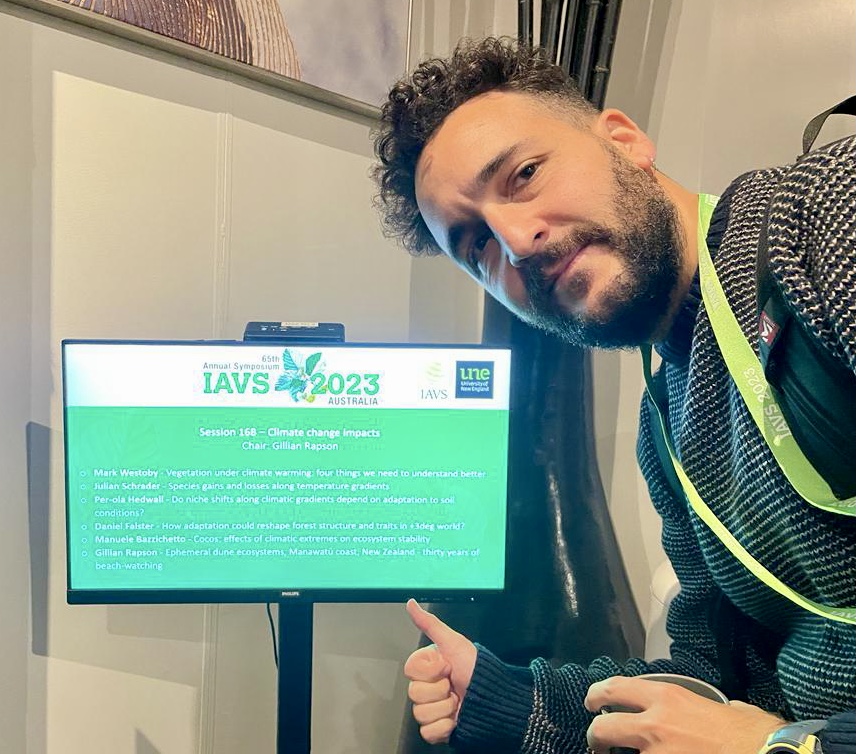 65th
Annual Symposium
IAVS 2023
AUSTRALIA
IAVS
une
University of
New England
Session 16B – Climate change impacts
Chair: Gillian Rapson
Mark Westoby - Vegetation under climate warming: four things we need to understand better
Julian Schrader - Species gains and losses along temperature gradients
Per-ola Hedwall - Do niche shifts along climatic gradients depend on adaptation to soil
conditions?
Daniel Falster - How adaptation could reshape forest structure and traits in +3deg world?
Manuele Bazzichetto - Cocos: effects of climatic extremes on ecosystem stability
Gillian Rapson - Ephemeral dune ecosystems, Manawatū coast, New Zealand - thirty years of
beach-watching
PHILIPS
IAVS 2023